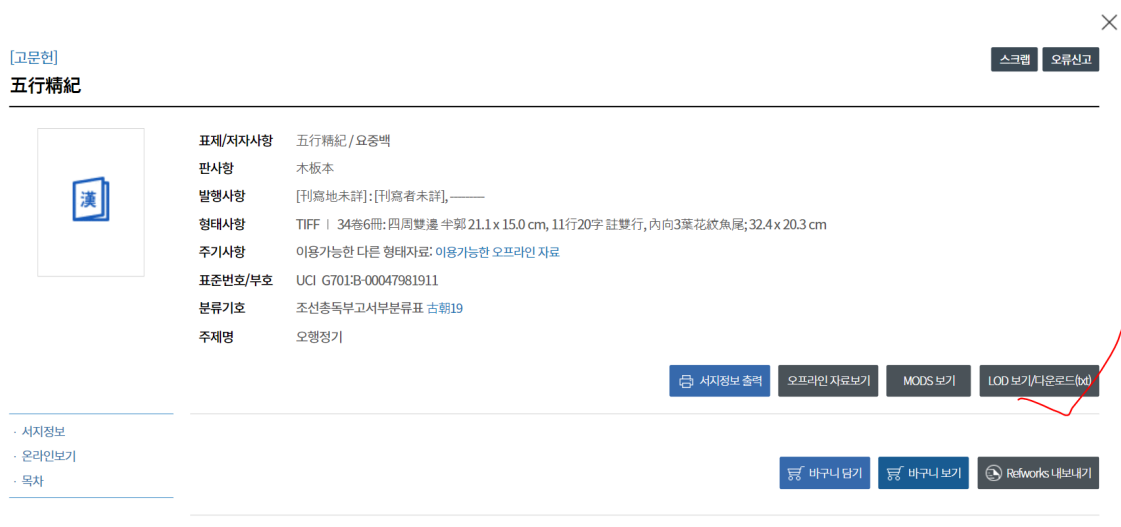 [고문헌]
스크랩 오류신고
五行精紀
漢
표제/저자사항 五行精紀 / 요중백
판사항 木板本
발행사항 [刊寫地未詳] : [刊寫者未詳], --------
형태사항 TIFF | 34卷6冊: 四周雙邊 半郭 21.1 x 15.0 cm, 11行20字 註雙行, 內向3葉花紋魚尾; 32.4 x 20.3 cm
주기사항 이용가능한 다른 형태자료: 이용가능한 오프라인 자료
표준번호/부호 UCI G701:B-00047981911
분류기호 조선총독부고서부분류표 古朝19
주제명 오행정기
서지정보 출력 오프라인 자료보기 MODS 보기 LOD 보기/다운로드(txt)
· 서지정보
· 온라인보기
· 목차
바구니 담기 바구니 보기 Refworks 내보내기